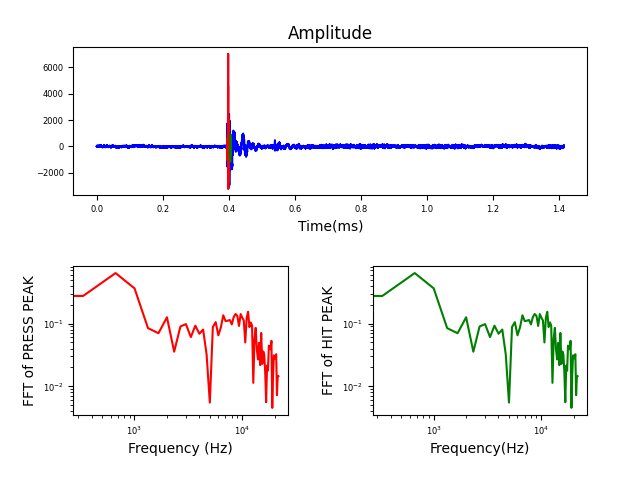 Amplitude
6000
4000
2000
0
−2000
0.0 0.2 0.4 0.6 0.8 1.0 1.2 1.4
Time(ms)
FFT of PRESS PEAK
10⁻¹
10⁻²
10³ 10⁴
Frequency (Hz)
FFT of HIT PEAK
10⁻¹
10⁻²
10³ 10⁴
Frequency(Hz)